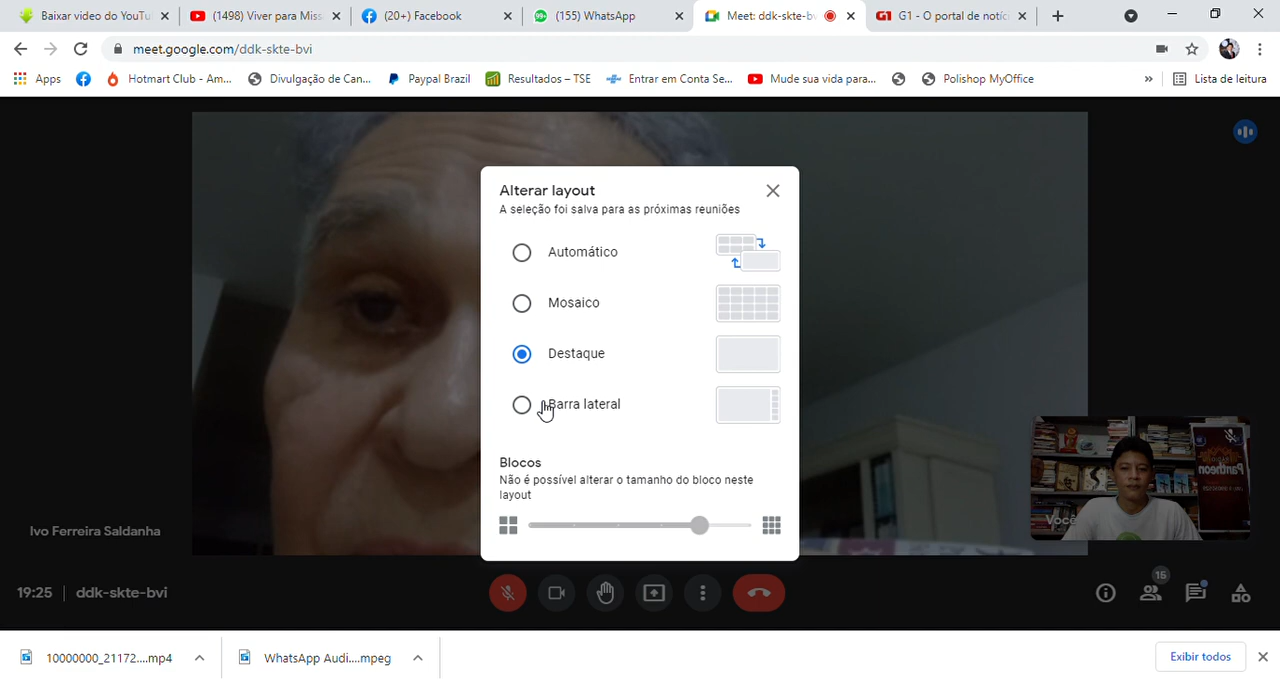 Baixar video do YouTu
(1498) Viver para Miss
(20+) Facebook
99+
(155) WhatsApp
Meet: ddk-skte-bv
G1 - O portal de notíc
meet.google.com/ddk-skte-bvi
Apps
Hotmart Club - Am...
Divulgação de Can...
Paypal Brazil
Resultados – TSE
Entrar em Conta Se...
Mude sua vida para...
Polishop MyOffice
»
Lista de leitura
Alterar layout
A seleção foi salva para as próximas reuniões
Automático
Mosaico
Destaque
Barra lateral
Blocos
Não é possível alterar o tamanho do bloco neste
layout
Pantheon
Você
Ivo Ferreira Saldanha
19:25 | ddk-skte-bvi
15
10000000_21172....mp4
WhatsApp Audi....mpeg
Exibir todos